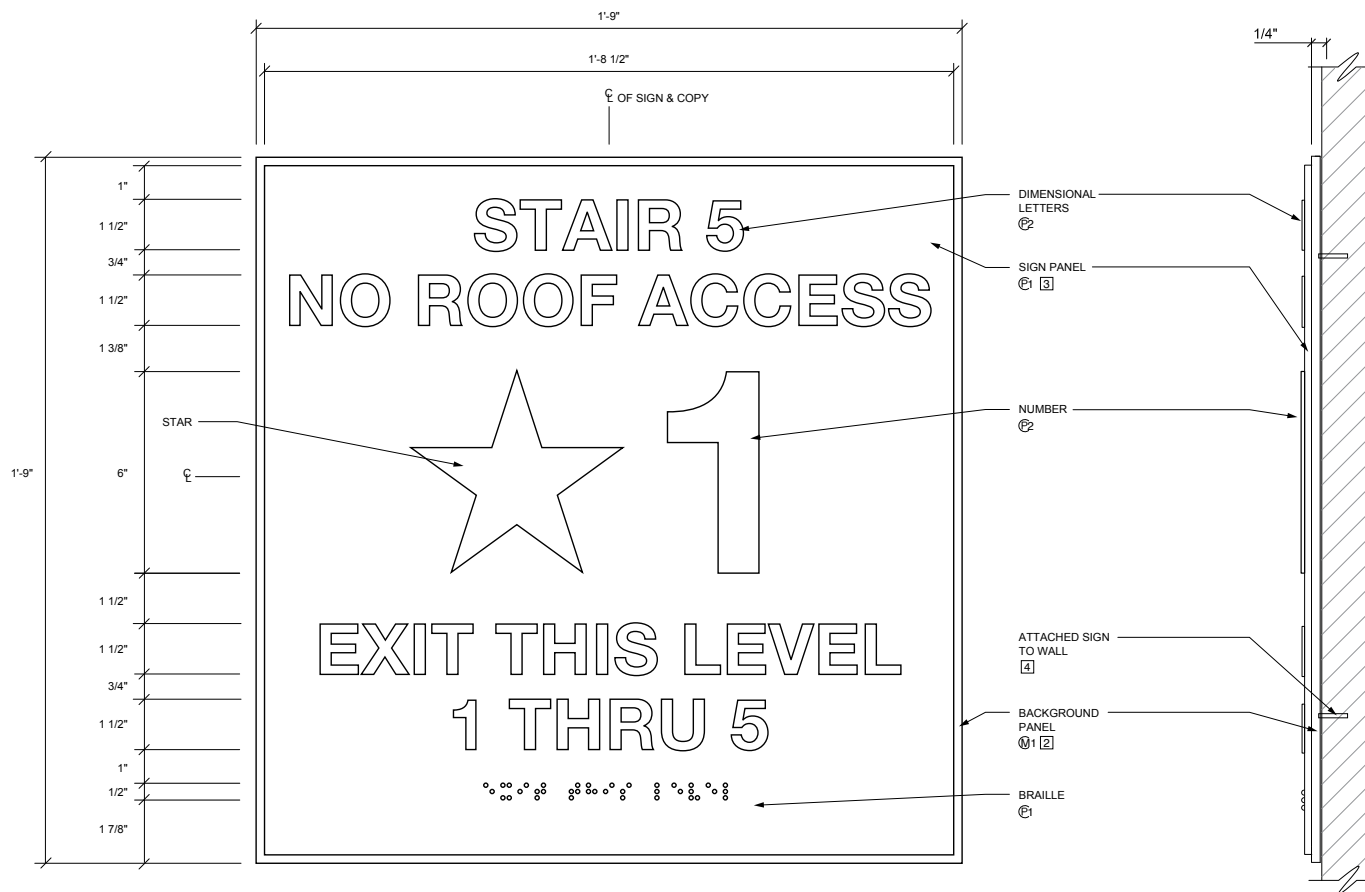 1'-9"
1/4"
1'-8 1/2"
℄ OF SIGN & COPY
1"
1 1/2"
3/4"
1 1/2"
1 3/8"
6"
1 1/2"
1 1/2"
3/4"
1 1/2"
1"
1/2"
1 7/8"
1'-9"
℄
STAR
STAIR 5
NO ROOF ACCESS
1
EXIT THIS LEVEL
1 THRU 5
DIMENSIONAL
LETTERS
P2
SIGN PANEL
P1 3
NUMBER
P2
ATTACHED SIGN
TO WALL
4
BACKGROUND
PANEL
M1 2
BRAILLE
P1